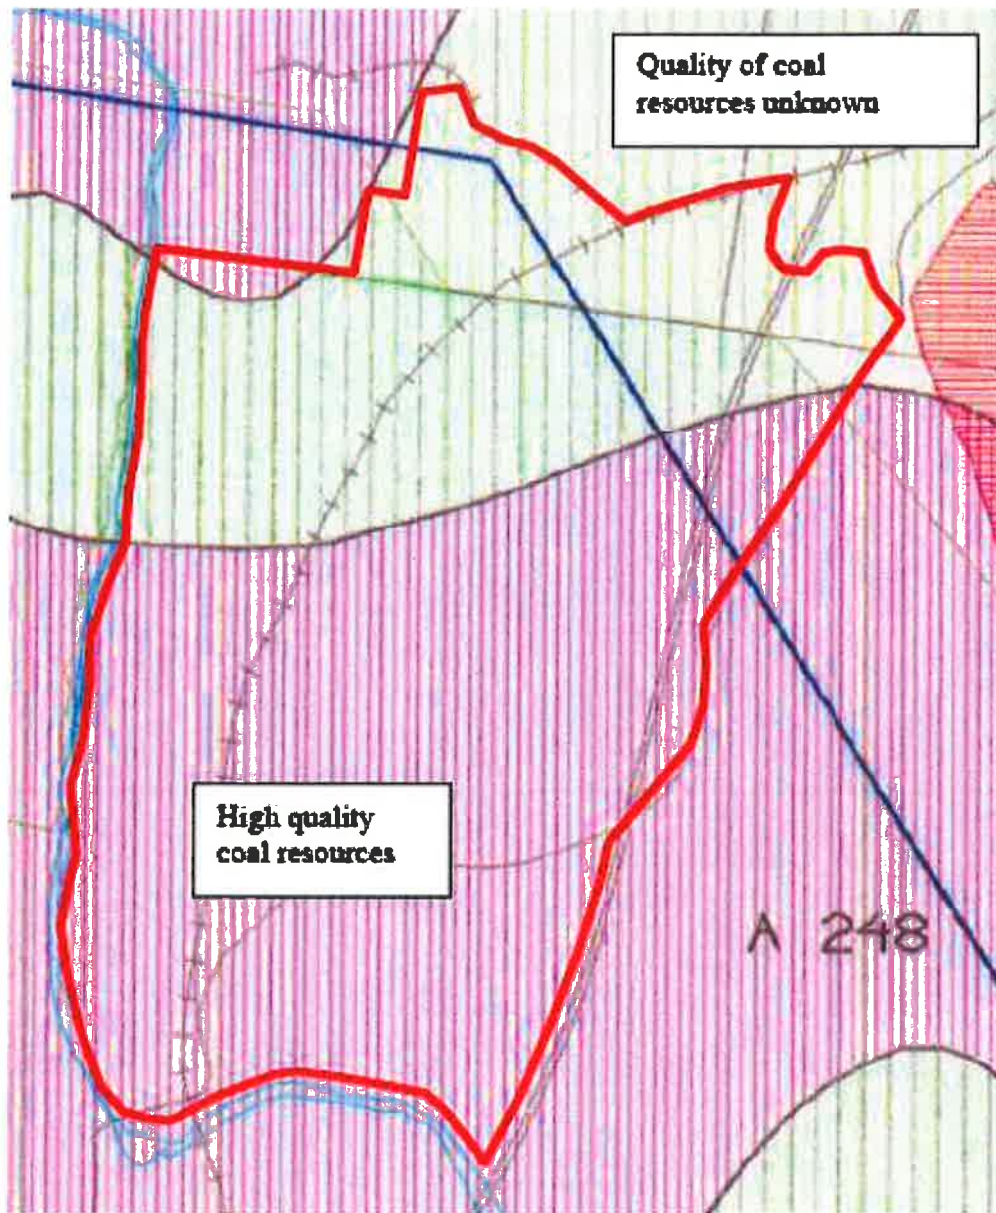 Quality of coal
resources unknown
High quality
coal resources
A 248